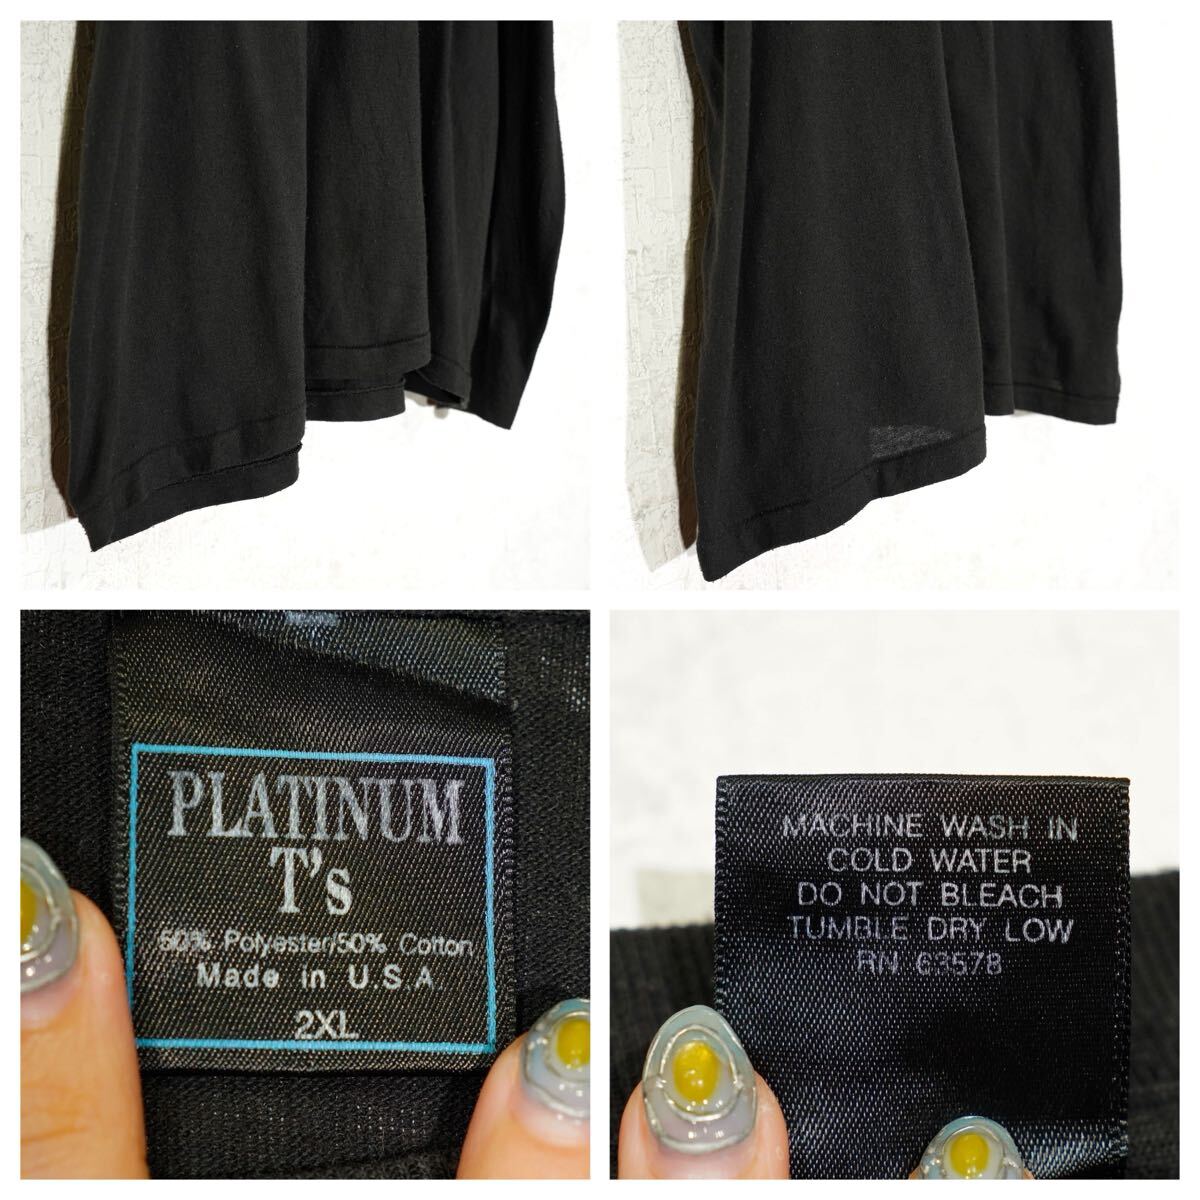 PLATINUM
T's
50% Polyester/50% Cotton
Made in U.S.A.
2XL
MACHINE WASH IN
COLD WATER
DO NOT BLEACH
TUMBLE DRY LOW
RN 63578